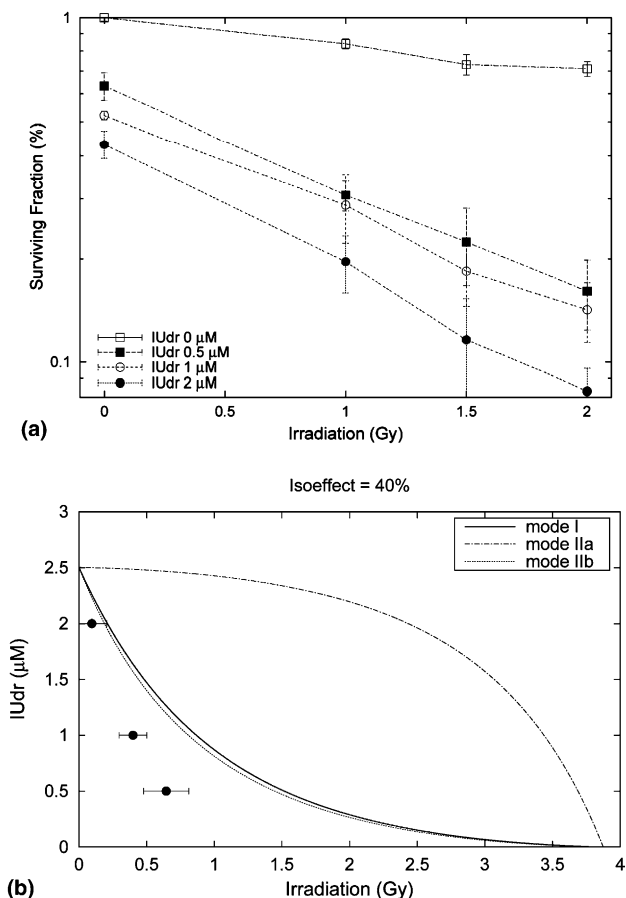 1
0.1
Surviving Fraction (%)
IUdr 0 μM
IUdr 0.5 μM
IUdr 1 μM
IUdr 2 μM
0
0.5
1
1.5
2
(a)
Irradiation (Gy)
Isoeffect = 40%
3
2.5
2
1.5
1
0.5
0
IUdr (μM)
mode I
mode IIa
mode IIb
0
0.5
1
1.5
2
2.5
3
3.5
4
(b)
Irradiation (Gy)